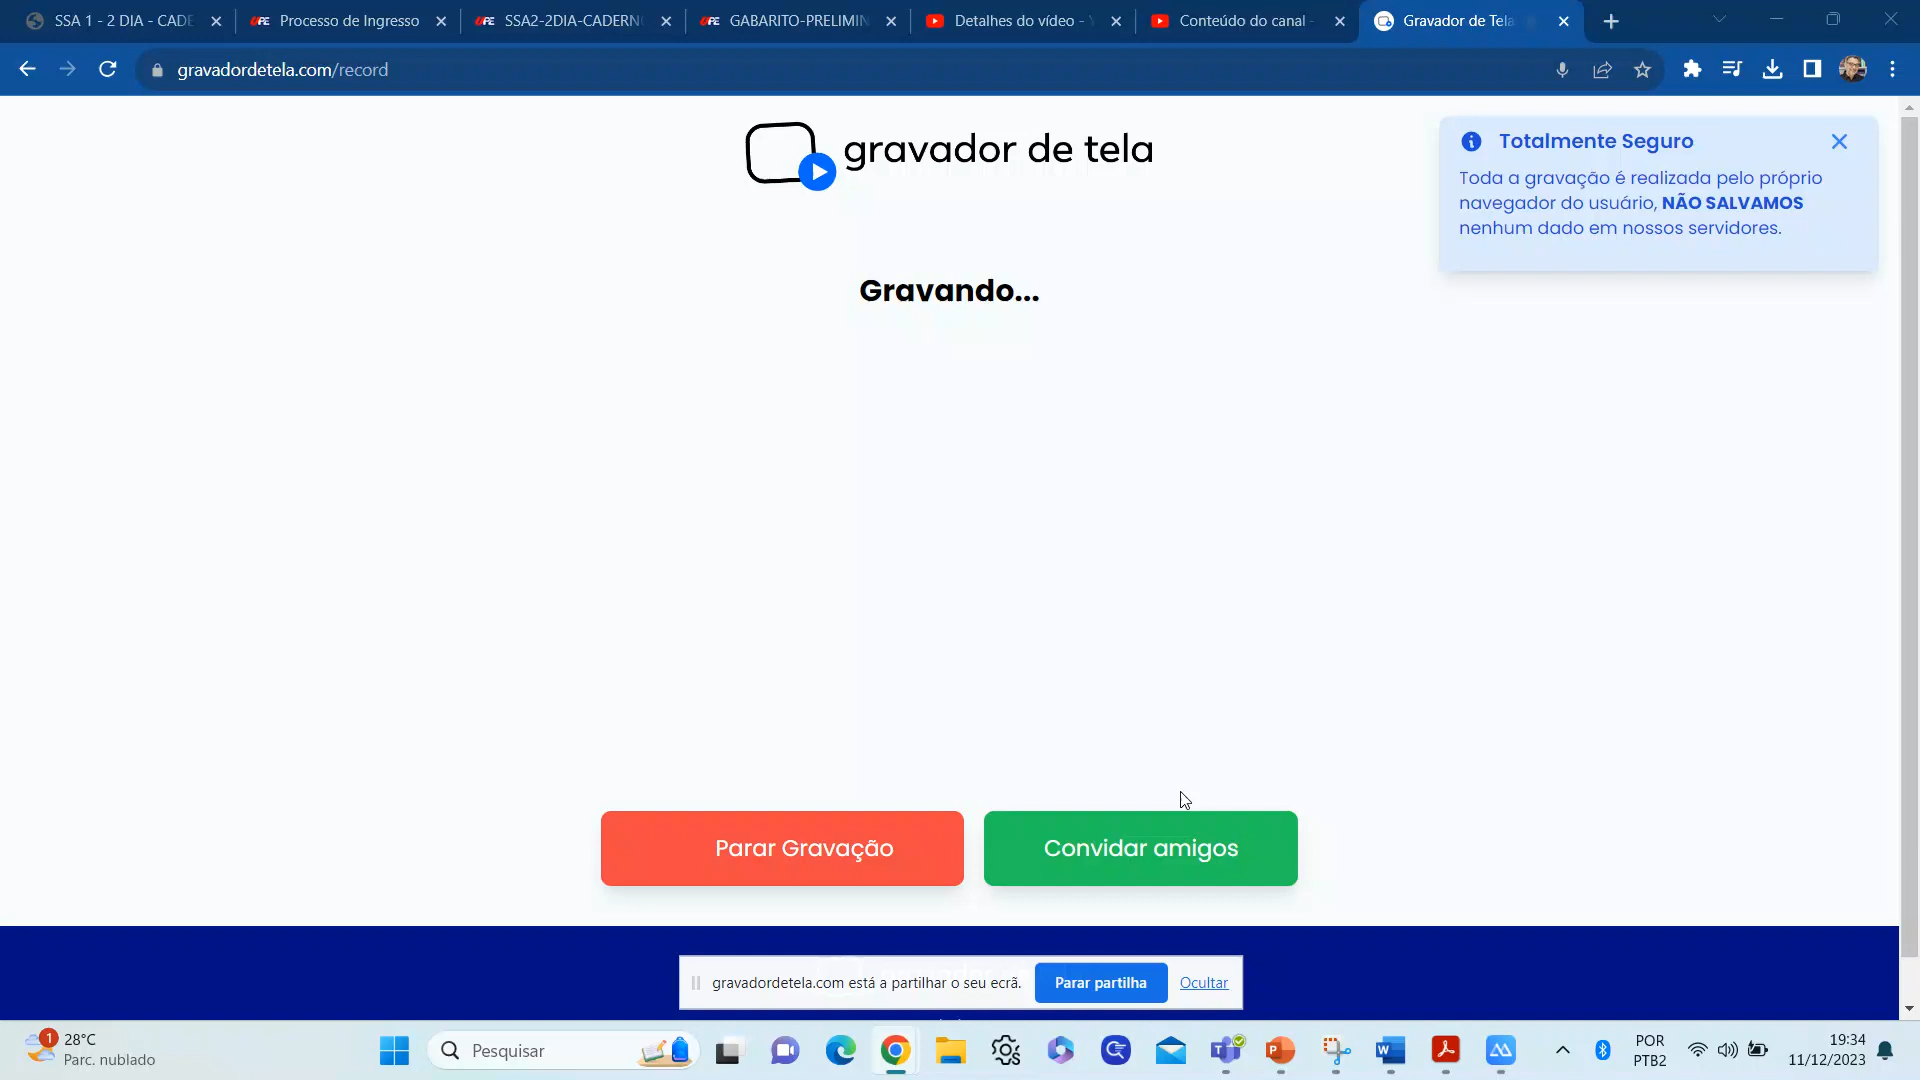 SSA 1 - 2 DIA - CADE
Processo de Ingresso
SSA2-2DIA-CADERN
GABARITO-PRELIMIN
Detalhes do vídeo -
Conteúdo do canal -
Gravador de Tela
gravadordetela.com/record
gravador de tela
Totalmente Seguro
Toda a gravação é realizada pelo próprio
navegador do usuário, NÃO SALVAMOS
nenhum dado em nossos servidores.
Gravando...
Parar Gravação
Convidar amigos
gravadordetela.com está a partilhar o seu ecrã.
Parar partilha
Ocultar
1
28°C
Parc. nublado
Pesquisar
POR
PTB2
19:34
11/12/2023